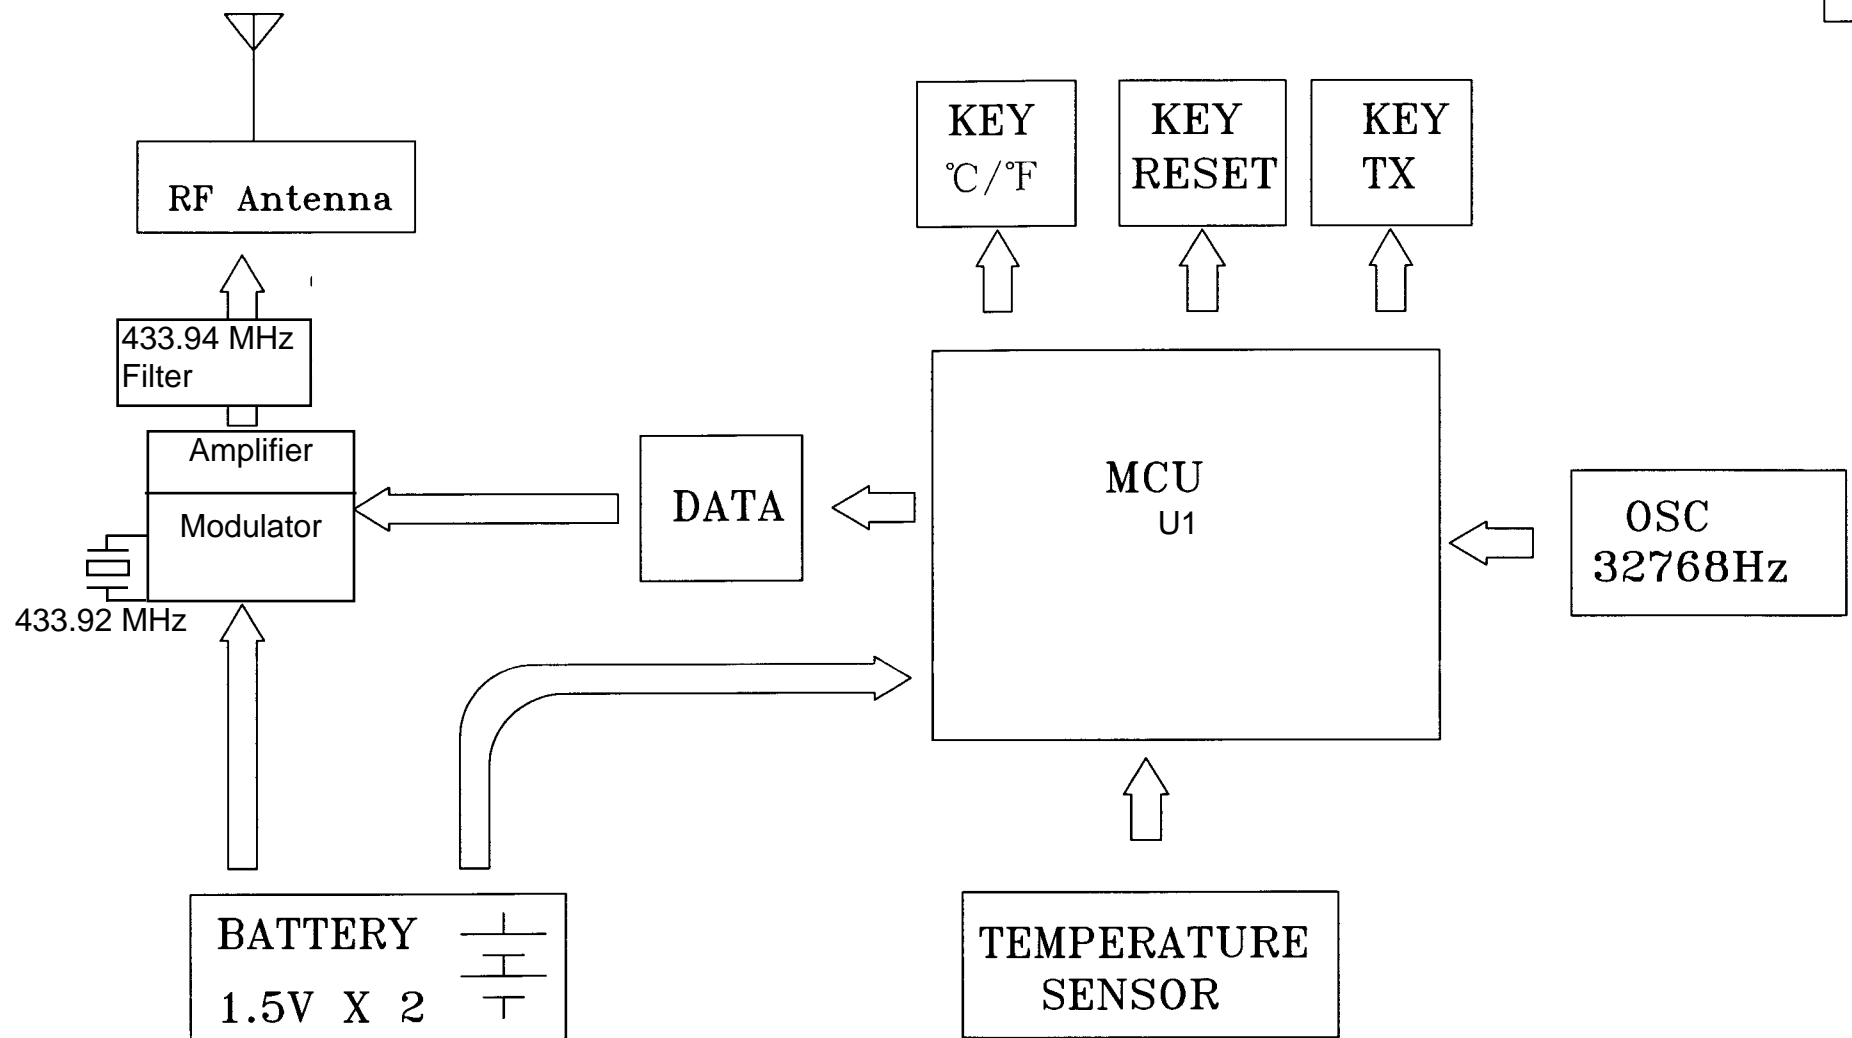 RF Antenna
KEY
℃/℉
KEY
RESET
KEY
TX
433.94 MHz
Filter
Amplifier
Modulator
433.92 MHz
DATA
MCU
U1
OSC
32768Hz
BATTERY
1.5V X 2
TEMPERATURE
SENSOR